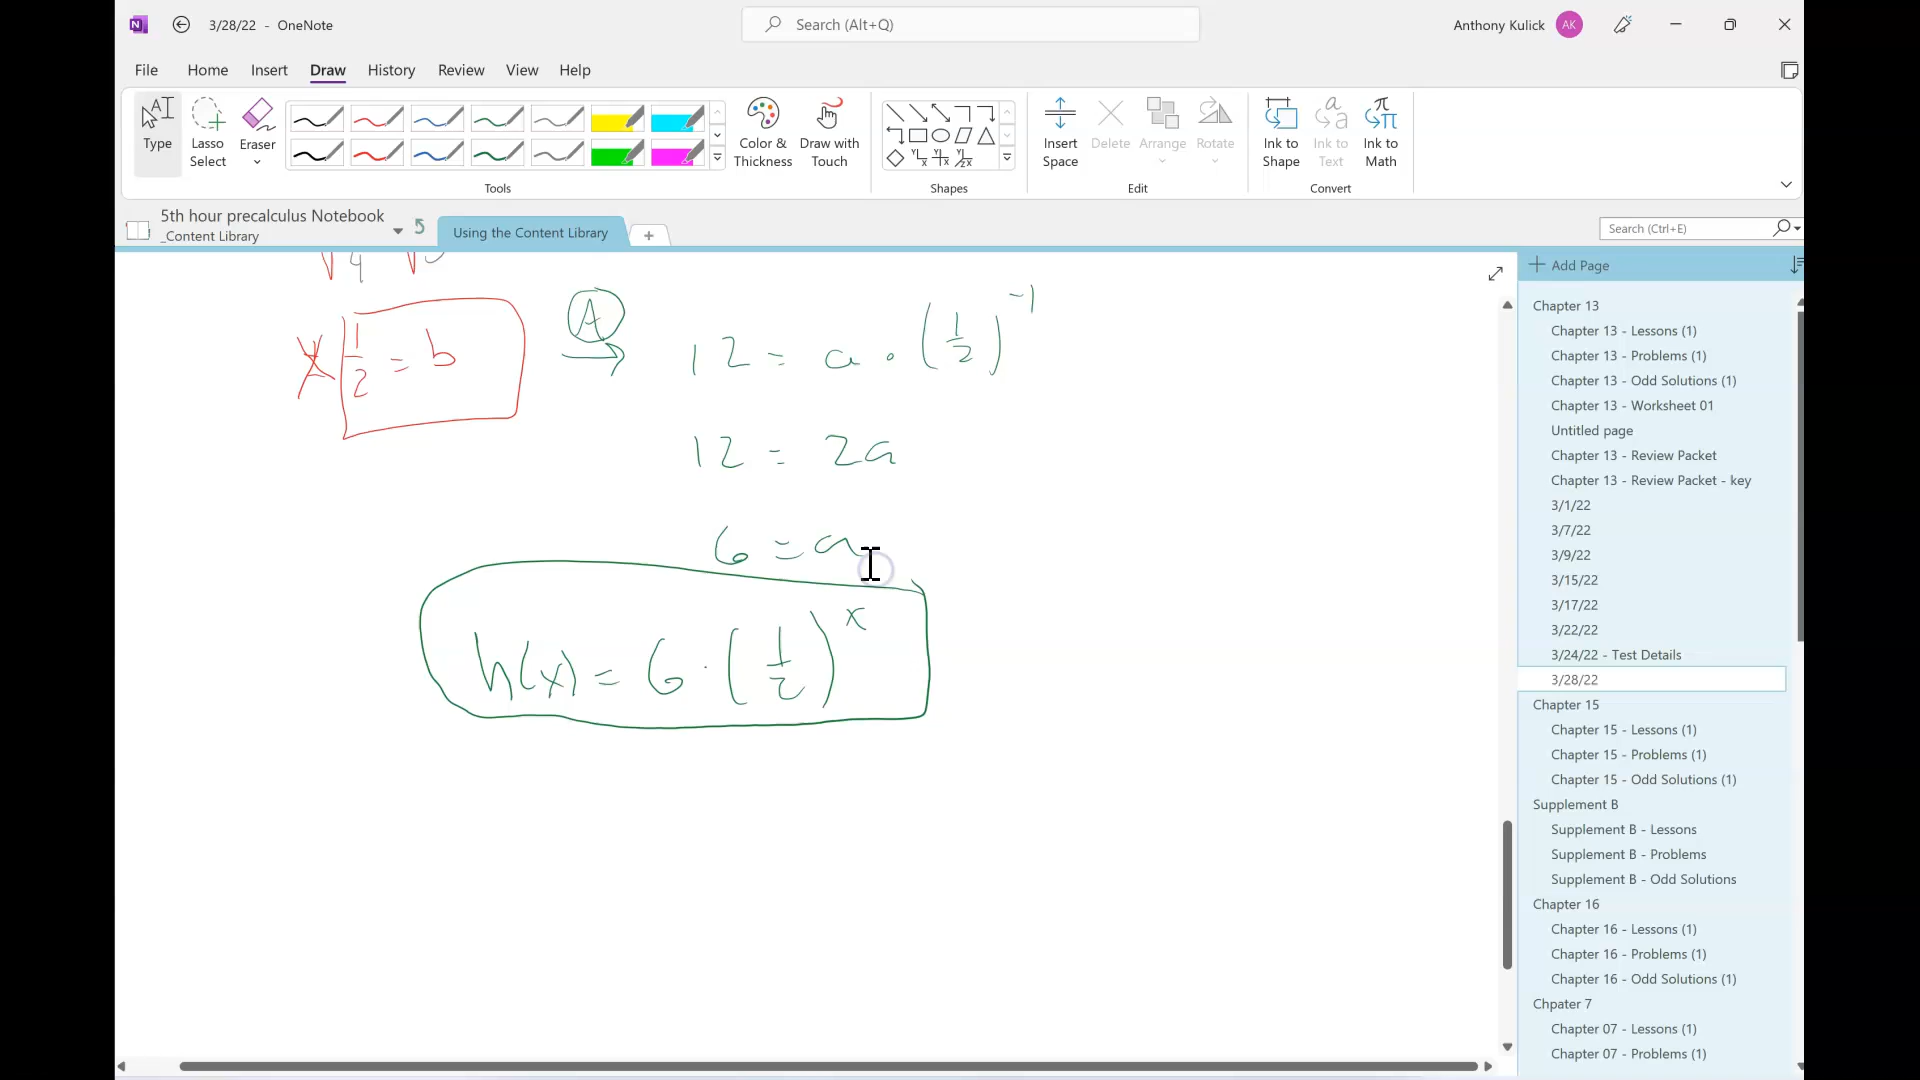 3/28/22 - OneNote
Search (Alt+Q)
Anthony Kulick AK
File Home Insert Draw History Review View Help
Type
Lasso Select
Eraser
Color & Thickness
Draw with Touch
Insert Space
Delete
Arrange
Rotate
Ink to Shape
Ink to Text
Ink to Math
Tools Shapes Edit Convert
5th hour precalculus Notebook
_Content Library
Using the Content Library
Search (Ctrl+E)
Add Page
√4
1/2 = b
A
12 = a · (1/2)^-1
12 = 2a
6 = a
h(x) = 6 · (1/2)^x
Chapter 13
Chapter 13 - Lessons (1)
Chapter 13 - Problems (1)
Chapter 13 - Odd Solutions (1)
Chapter 13 - Worksheet 01
Untitled page
Chapter 13 - Review Packet
Chapter 13 - Review Packet - key
3/1/22
3/7/22
3/9/22
3/15/22
3/17/22
3/22/22
3/24/22 - Test Details
3/28/22
Chapter 15
Chapter 15 - Lessons (1)
Chapter 15 - Problems (1)
Chapter 15 - Odd Solutions (1)
Supplement B
Supplement B - Lessons
Supplement B - Problems
Supplement B - Odd Solutions
Chapter 16
Chapter 16 - Lessons (1)
Chapter 16 - Problems (1)
Chapter 16 - Odd Solutions (1)
Chpater 7
Chapter 07 - Lessons (1)
Chapter 07 - Problems (1)